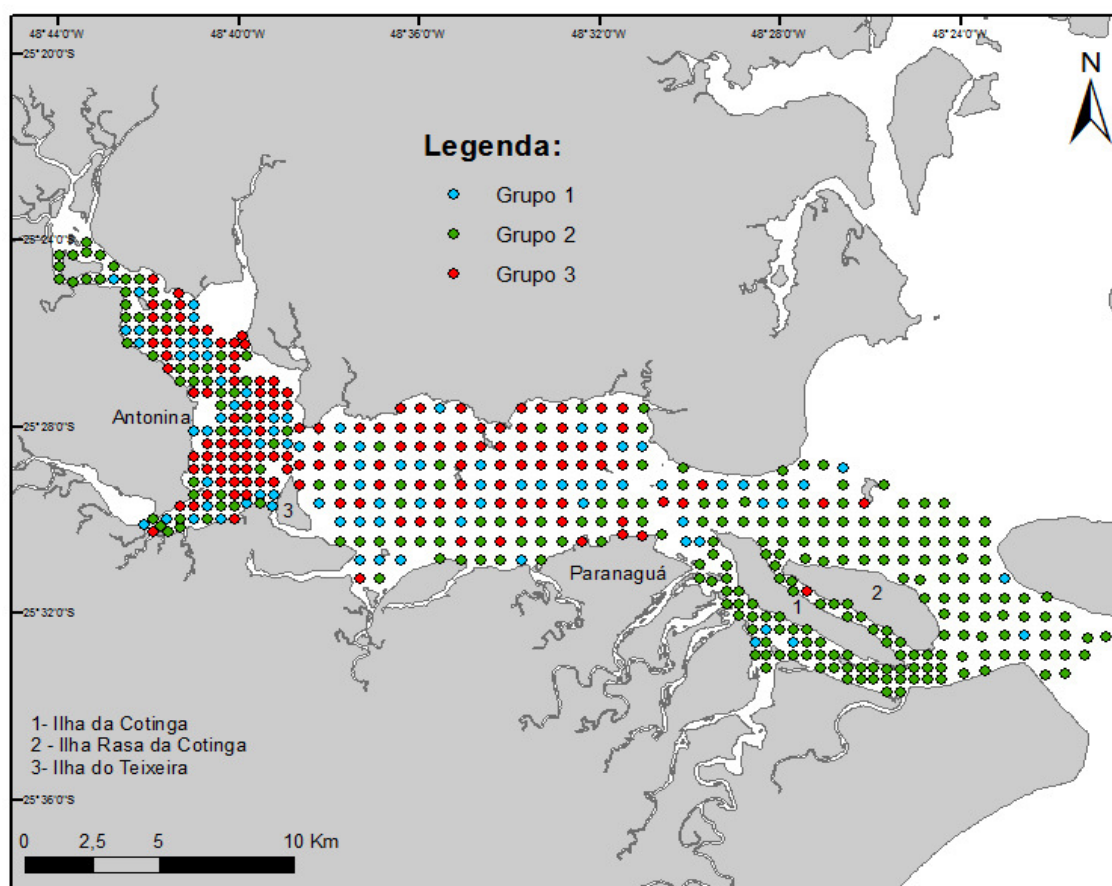 48°44'0"W 48°40'0"W 48°36'0"W 48°32'0"W 48°28'0"W 48°24'0"W
25°20'0"S
N
Legenda:
Grupo 1
Grupo 2
25°24'0"S
Grupo 3
Antonina
25°28'0"S
3
Paranaguá
2
1
25°32'0"S
1- Ilha da Cotinga
2 - Ilha Rasa da Cotinga
3- Ilha do Teixeira
25°36'0"S
0 2,5 5 10 Km